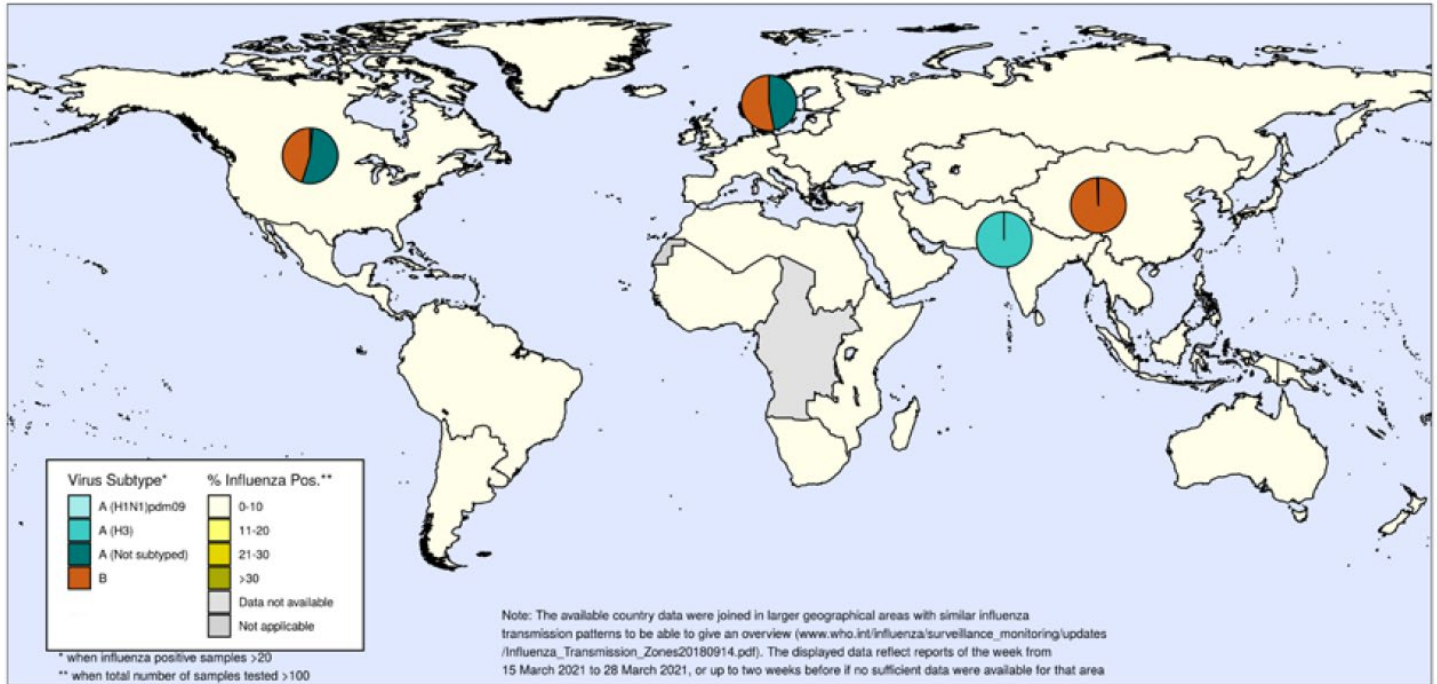 Virus Subtype*
A (H1N1)pdm09
A (H3)
A (Not subtyped)
B
% Influenza Pos.**
0-10
11-20
21-30
>30
Data not available
Not applicable
* when influenza positive samples >20
** when total number of samples tested >100
Note: The available country data were joined in larger geographical areas with similar influenza
transmission patterns to be able to give an overview (www.who.int/influenza/surveillance_monitoring/updates
/Influenza_Transmission_Zones20180914.pdf). The displayed data reflect reports of the week from
15 March 2021 to 28 March 2021, or up to two weeks before if no sufficient data were available for that area